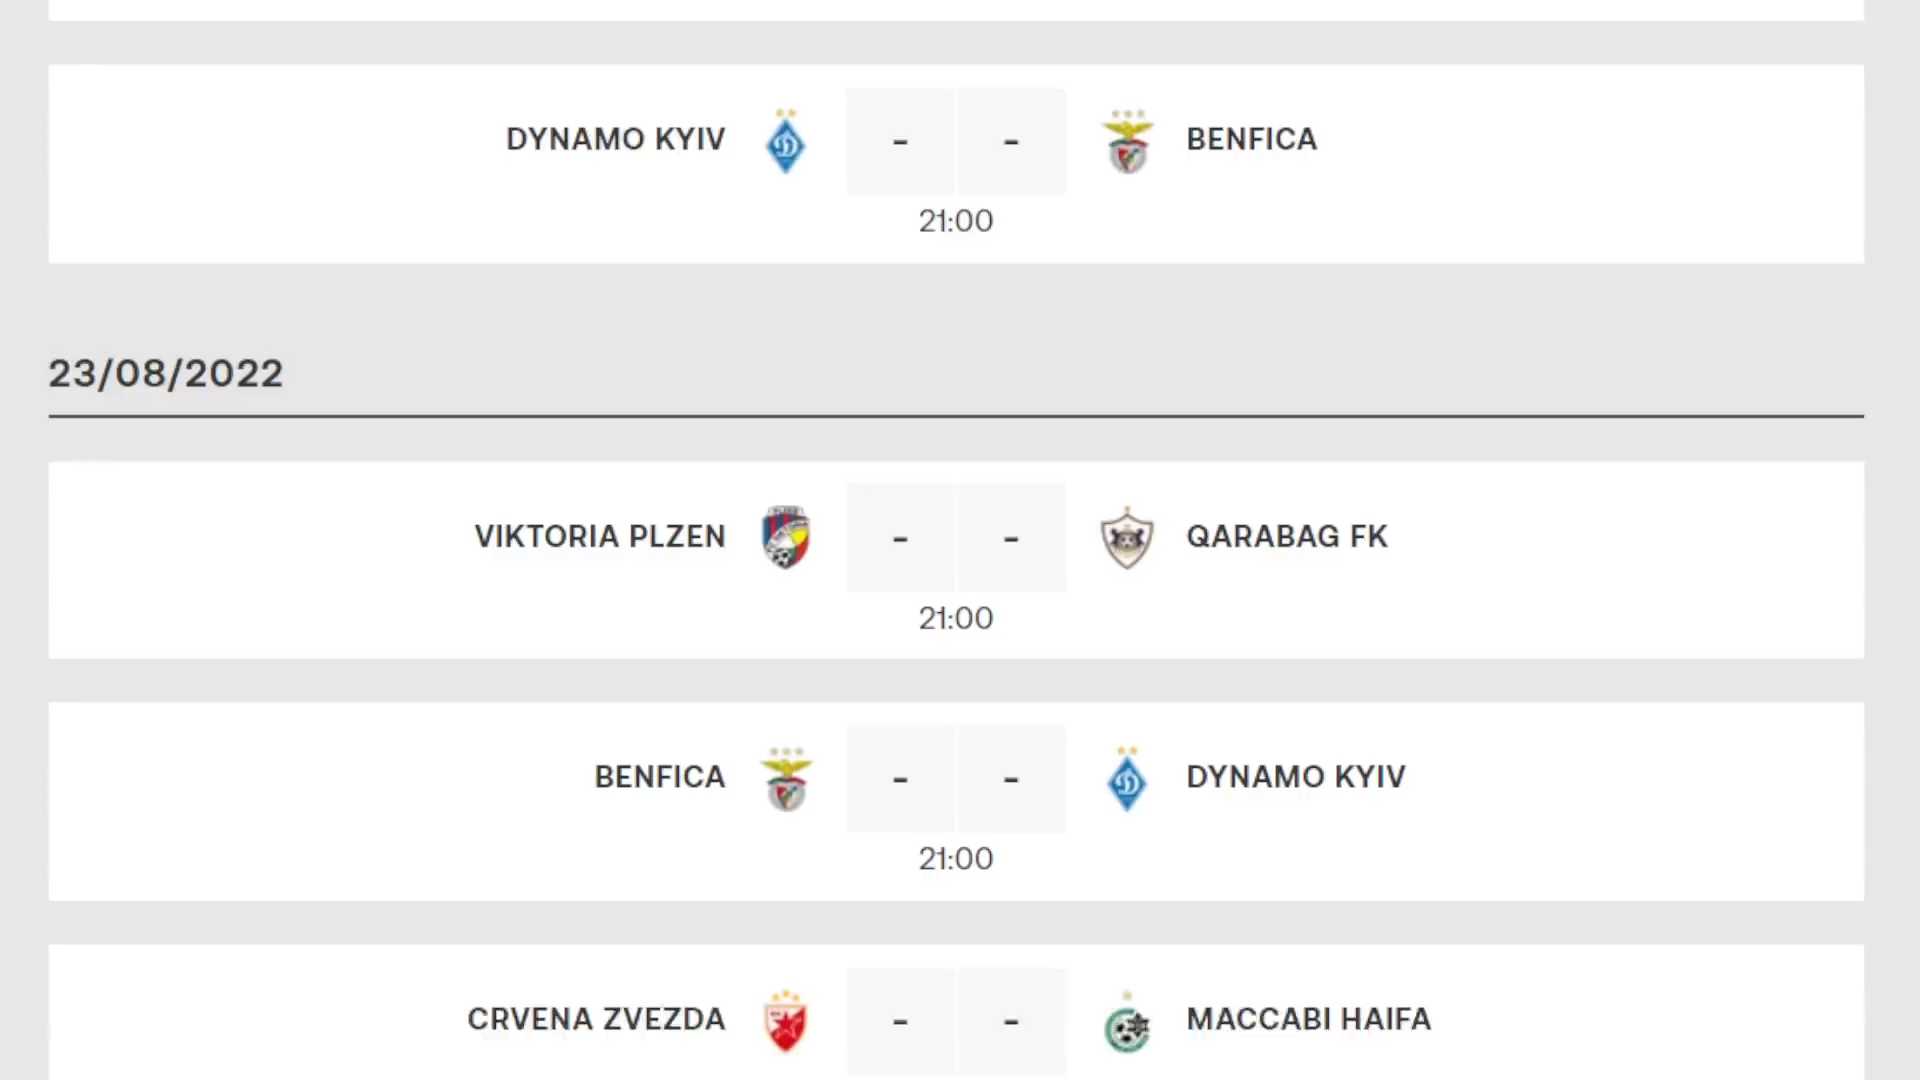 DYNAMO KYIV - - BENFICA
21:00
23/08/2022
VIKTORIA PLZEN - - QARABAG FK
21:00
BENFICA - - DYNAMO KYIV
21:00
CRVENA ZVEZDA - - MACCABI HAIFA